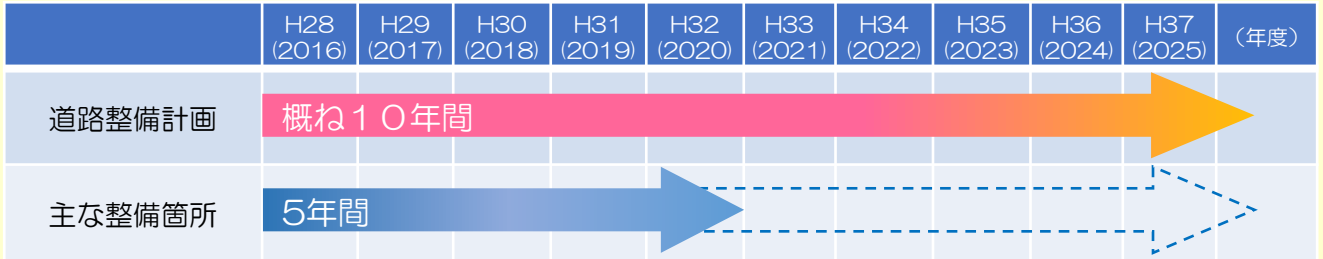 H28 H29 H30 H31 H32 H33 H34 H35 H36 H37
(2016) (2017) (2018) (2019) (2020) (2021) (2022) (2023) (2024) (2025) (年度)
道路整備計画 概ね１０年間
主な整備箇所 5年間